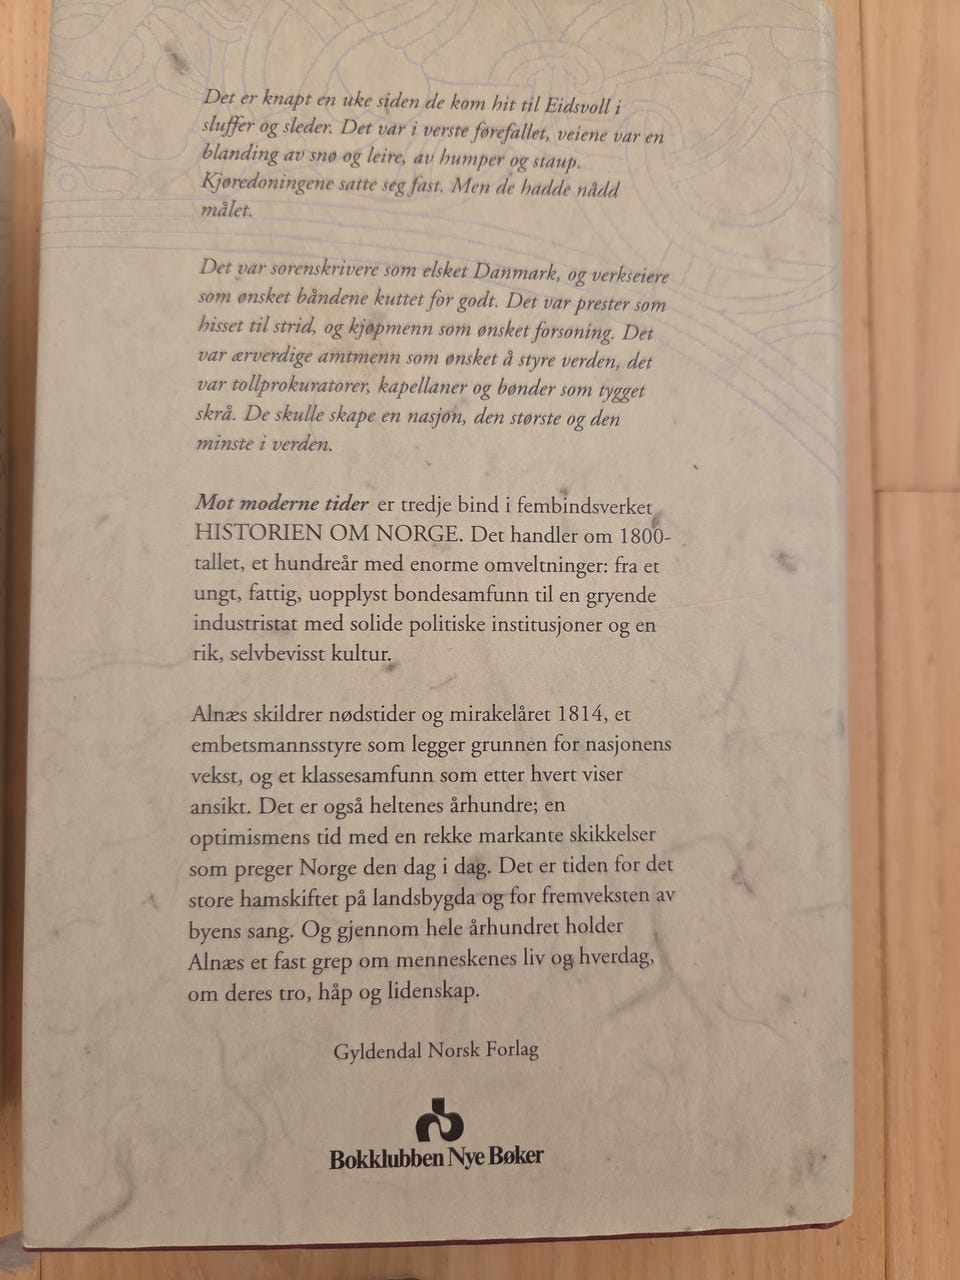 Det er knapt en uke siden de kom hit til Eidsvoll i
sluffer og sleder. Det var i verste førefallet, veiene var en
blanding av snø og leire, av humper og staup.
Kjøredoningene satte seg fast. Men de hadde nådd
målet.
Det var sorenskrivere som elsket Danmark, og verkseiere
som ønsket båndene kuttet for godt. Det var prester som
hisset til strid, og kjøpmenn som ønsket forsoning. Det
var ærverdige amtmenn som ønsket å styre verden, det
var tollprokuratorer, kapellaner og bønder som tygget
skrå. De skulle skape en nasjon, den største og den
minste i verden.
Mot moderne tider er tredje bind i fembindsverket
HISTORIEN OM NORGE. Det handler om 1800-
tallet, et hundreår med enorme omveltninger: fra et
ungt, fattig, uopplyst bondesamfunn til en gryende
industristat med solide politiske institusjoner og en
rik, selvbevisst kultur.
Alnæs skildrer nødstider og mirakelåret 1814, et
embetsmannsstyre som legger grunnen for nasjonens
vekst, og et klassesamfunn som etter hvert viser
ansikt. Det er også heltenes århundre; en
optimismens tid med en rekke markante skikkelser
som preger Norge den dag i dag. Det er tiden for det
store hamskiftet på landsbygda og for fremveksten av
byens sang. Og gjennom hele århundret holder
Alnæs et fast grep om menneskenes liv og hverdag,
om deres tro, håp og lidenskap.
Gyldendal Norsk Forlag
Bokklubben Nye Bøker